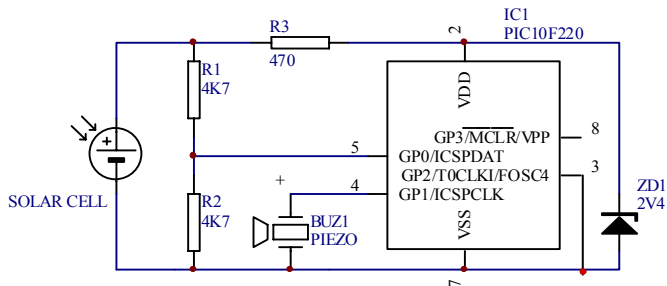 IC1
PIC10F220
R3
470
2
R1
4K7
VDD
GP3/MCLR/VPP
8
5
GP0/ICSPDAT
GP2/T0CLKI/FOSC4
3
+
4
GP1/ICSPCLK
+
SOLAR CELL
R2
4K7
BUZ1
PIEZO
VSS
ZD1
2V4
7